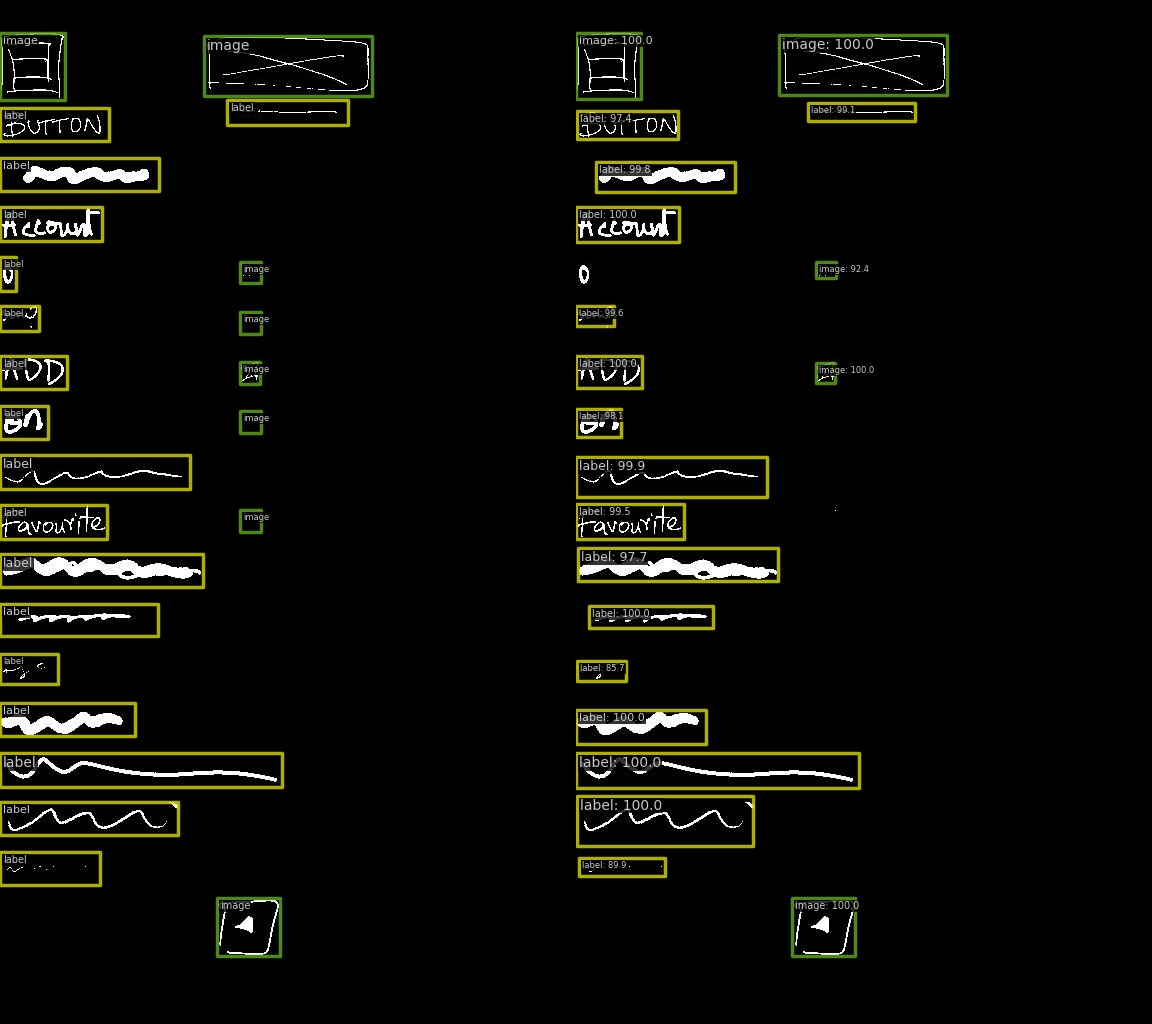 image image image: 100.0 image: 100.0
label label: 99.1
label BUTTON label: 97.4 BUTTON
label label: 99.8
label Account label: 100.0 Account
label 0 image 0 image: 92.4
label image label: 99.6
label image label: 100.0 image: 100.0
label on image label: 98.1 on
label label: 99.9
label Favourite image label: 99.5 Favourite
label label: 97.7
label label: 100.0
label label: 85.7
label label: 100.0
label label: 100.0
label label: 100.0
label label: 89.9
image image: 100.0